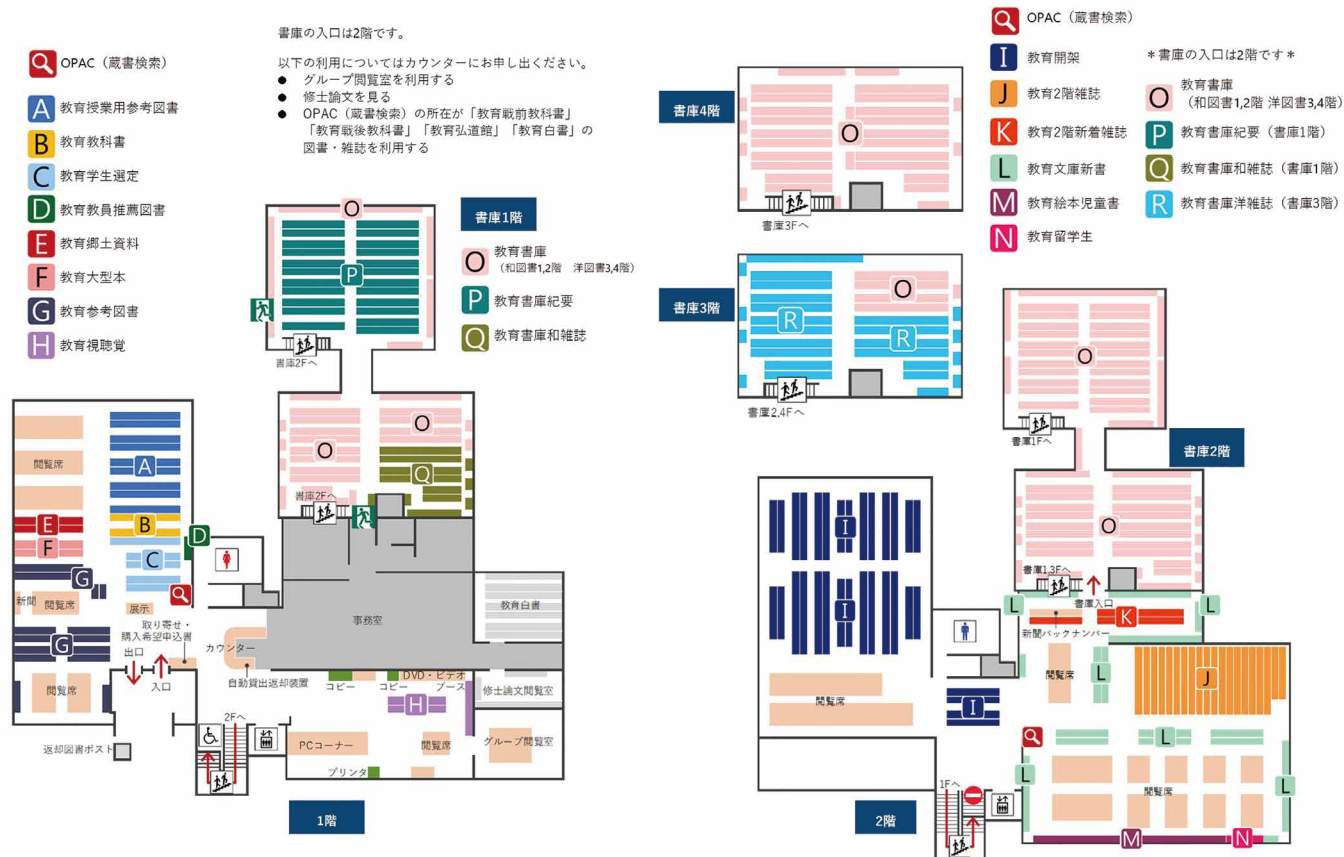 OPAC（蔵書検索）
A 教育授業用参考図書
B 教育教科書
C 教育学生選定
D 教育教員推薦図書
E 教育郷土資料
F 教育大型本
G 教育参考図書
H 教育視聴覚
書庫の入口は2階です。
以下の利用についてはカウンターにお申し出ください。
● グループ閲覧室を利用する
● 修士論文を見る
● OPAC（蔵書検索）の所在が「教育戦前教科書」
「教育戦後教科書」「教育弘道館」「教育白書」の
図書・雑誌を利用する
書庫1階
O 教育書庫
（和図書1,2階 洋図書3,4階）
P 教育書庫紀要
Q 教育書庫和雑誌
O
P
書庫2Fへ
O
O
Q
書庫2Fへ
閲覧席
A
E
B
F
D
C
G
新聞
閲覧席
展示
取り寄せ・
購入希望申込書
G
出口
入口
カウンター
事務室
教育白書
自動貸出返却装置
コピー
コピー
DVD・ビデオ
ブース
修士論文閲覧室
H
閲覧席
返却図書ポスト
2Fへ
PCコーナー
閲覧席
グループ閲覧室
プリンタ
1階
OPAC（蔵書検索）
I 教育開架
J 教育2階雑誌
K 教育2階新着雑誌
L 教育文庫新書
M 教育絵本児童書
N 教育留学生
＊書庫の入口は2階です＊
O 教育書庫
（和図書1,2階 洋図書3,4階）
P 教育書庫紀要（書庫1階）
Q 教育書庫和雑誌（書庫1階）
R 教育書庫洋雑誌（書庫3階）
書庫4階
O
書庫3Fへ
書庫3階
O
R
R
書庫2,4Fへ
O
書庫1Fへ
書庫2階
O
書庫1,3Fへ
書庫入口
L
K
L
新聞バックナンバー
I
I
閲覧席
L
J
閲覧席
I
L
L
閲覧席
L
1Fへ
M
N
2階